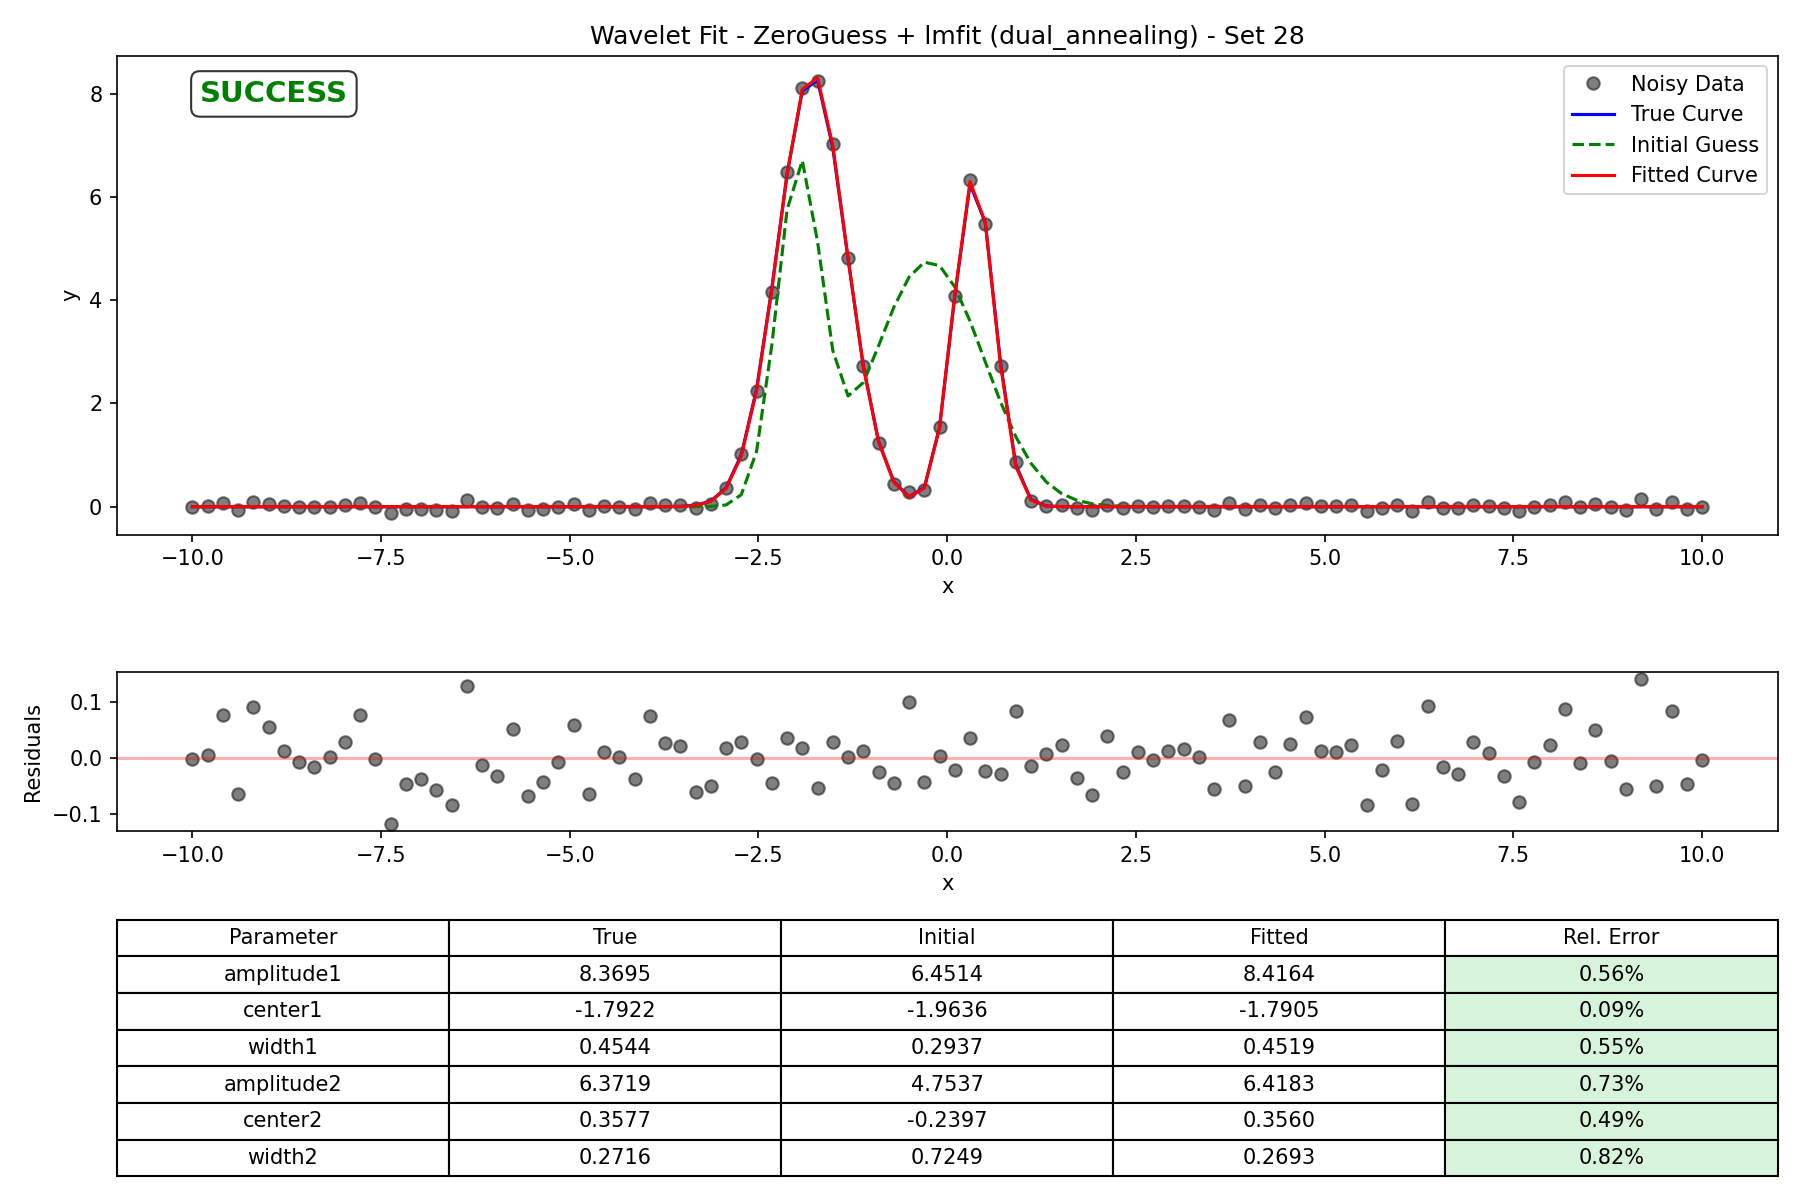 Wavelet Fit - ZeroGuess + lmfit (dual_annealing) - Set 28
SUCCESS
Noisy Data
True Curve
Initial Guess
Fitted Curve
y
8
6
4
2
0
−10.0 −7.5 −5.0 −2.5 0.0 2.5 5.0 7.5 10.0
x
Residuals
0.1
0.0
−0.1
−10.0 −7.5 −5.0 −2.5 0.0 2.5 5.0 7.5 10.0
x
Parameter True Initial Fitted Rel. Error
amplitude1 8.3695 6.4514 8.4164 0.56%
center1 -1.7922 -1.9636 -1.7905 0.09%
width1 0.4544 0.2937 0.4519 0.55%
amplitude2 6.3719 4.7537 6.4183 0.73%
center2 0.3577 -0.2397 0.3560 0.49%
width2 0.2716 0.7249 0.2693 0.82%